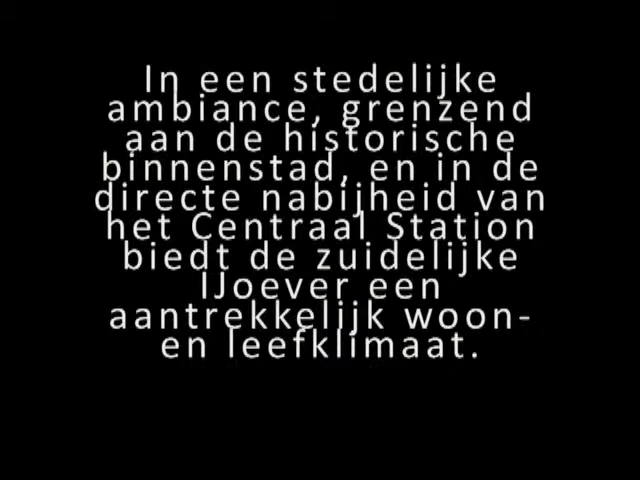 In een stedelijke
ambiance, grenzend
aan de historische
binnenstad, en in de
directe nabijheid van
het Centraal Station
biedt de zuidelijke
IJoever een
aantrekkelijk woon-
en leefklimaat.